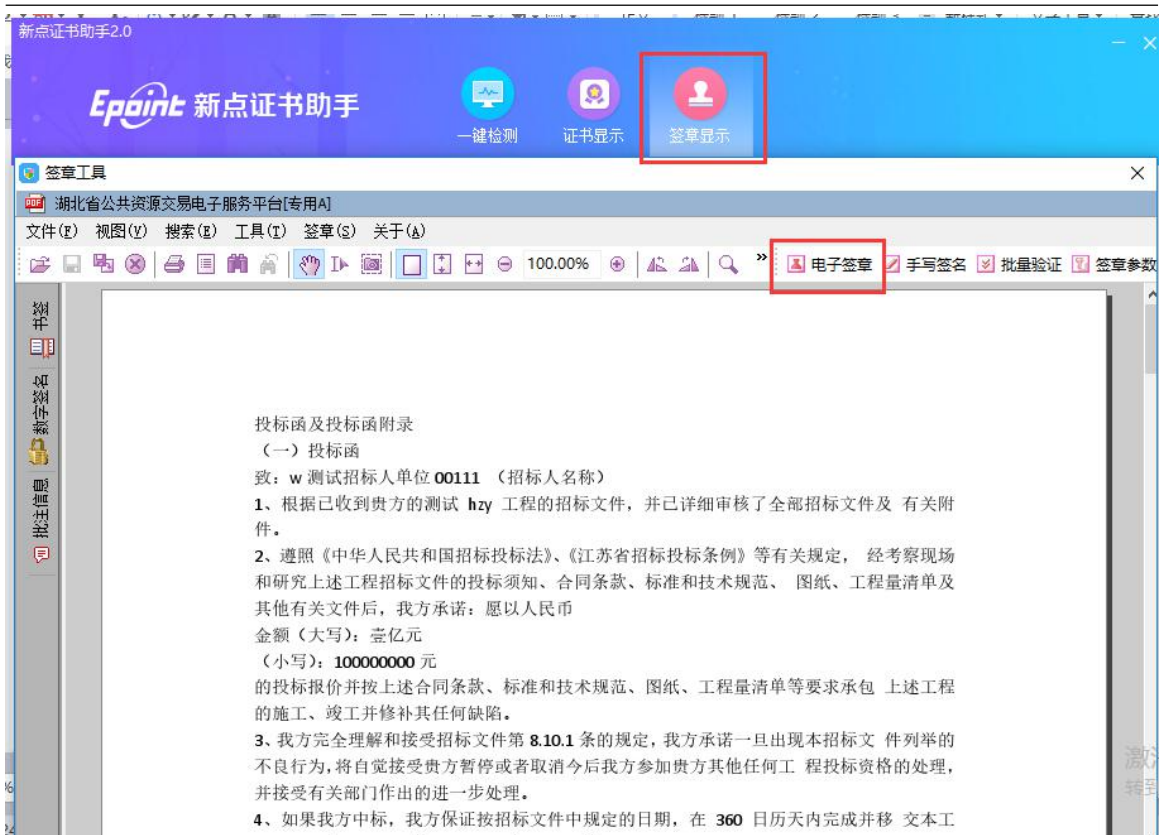 新点证书助手2.0
Epoint 新点证书助手
一键检测 证书显示 签章显示
签章工具
PDF 湖北省公共资源交易电子服务平台[专用A]
文件(F) 视图(V) 搜索(E) 工具(T) 签章(S) 关于(A)
100.00% 电子签章 手写签名 批量验证 签章参数
书签
数字签名
批注信息
投标函及投标函附录
（一）投标函
致：w 测试招标人单位 00111 （招标人名称）
1、根据已收到贵方的测试 hzy 工程的招标文件，并已详细审核了全部招标文件及 有关附
件。
2、遵照《中华人民共和国招标投标法》、《江苏省招标投标条例》等有关规定， 经考察现场
和研究上述工程招标文件的投标须知、合同条款、标准和技术规范、 图纸、工程量清单及
其他有关文件后，我方承诺：愿以人民币
金额（大写）：壹亿元
（小写）：100000000 元
的投标报价并按上述合同条款、标准和技术规范、图纸、工程量清单等要求承包 上述工程
的施工、竣工并修补其任何缺陷。
3、我方完全理解和接受招标文件第 8.10.1 条的规定，我方承诺一旦出现本招标文 件列举的
不良行为，将自觉接受贵方暂停或者取消今后我方参加贵方其他任何工 程投标资格的处理，
并接受有关部门作出的进一步处理。
4、如果我方中标，我方保证按招标文件中规定的日期，在 360 日历天内完成并移 交本工
激
转到